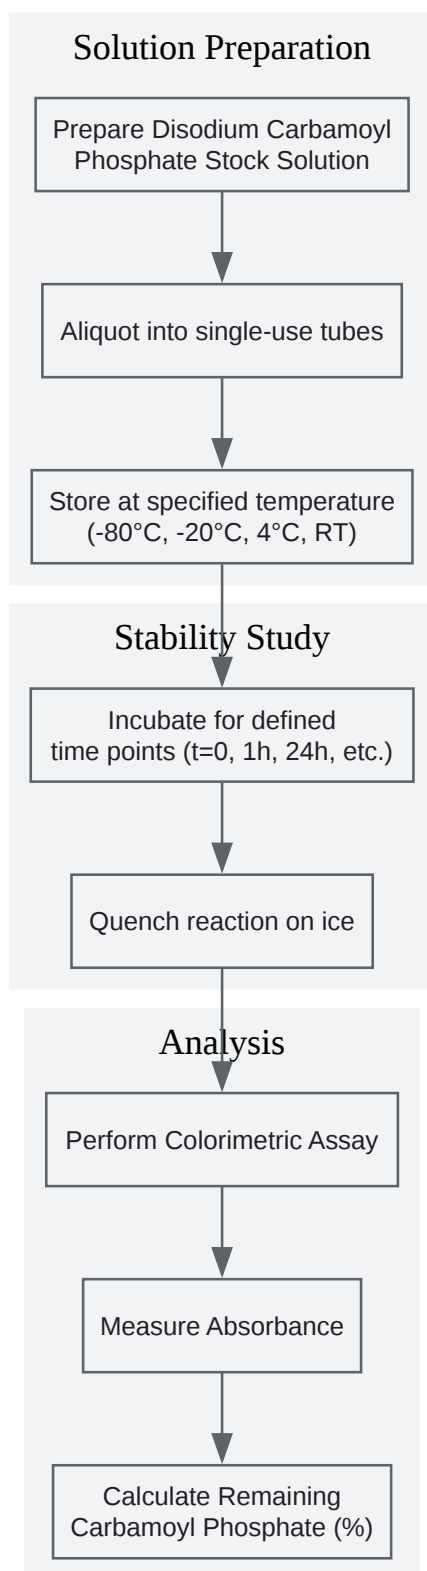 Solution Preparation
Prepare Disodium Carbamoyl
Phosphate Stock Solution
Aliquot into single-use tubes
Store at specified temperature
(-80°C, -20°C, 4°C, RT)
Stability Study
Incubate for defined
time points (t=0, 1h, 24h, etc.)
Quench reaction on ice
Analysis
Perform Colorimetric Assay
Measure Absorbance
Calculate Remaining
Carbamoyl Phosphate (%)